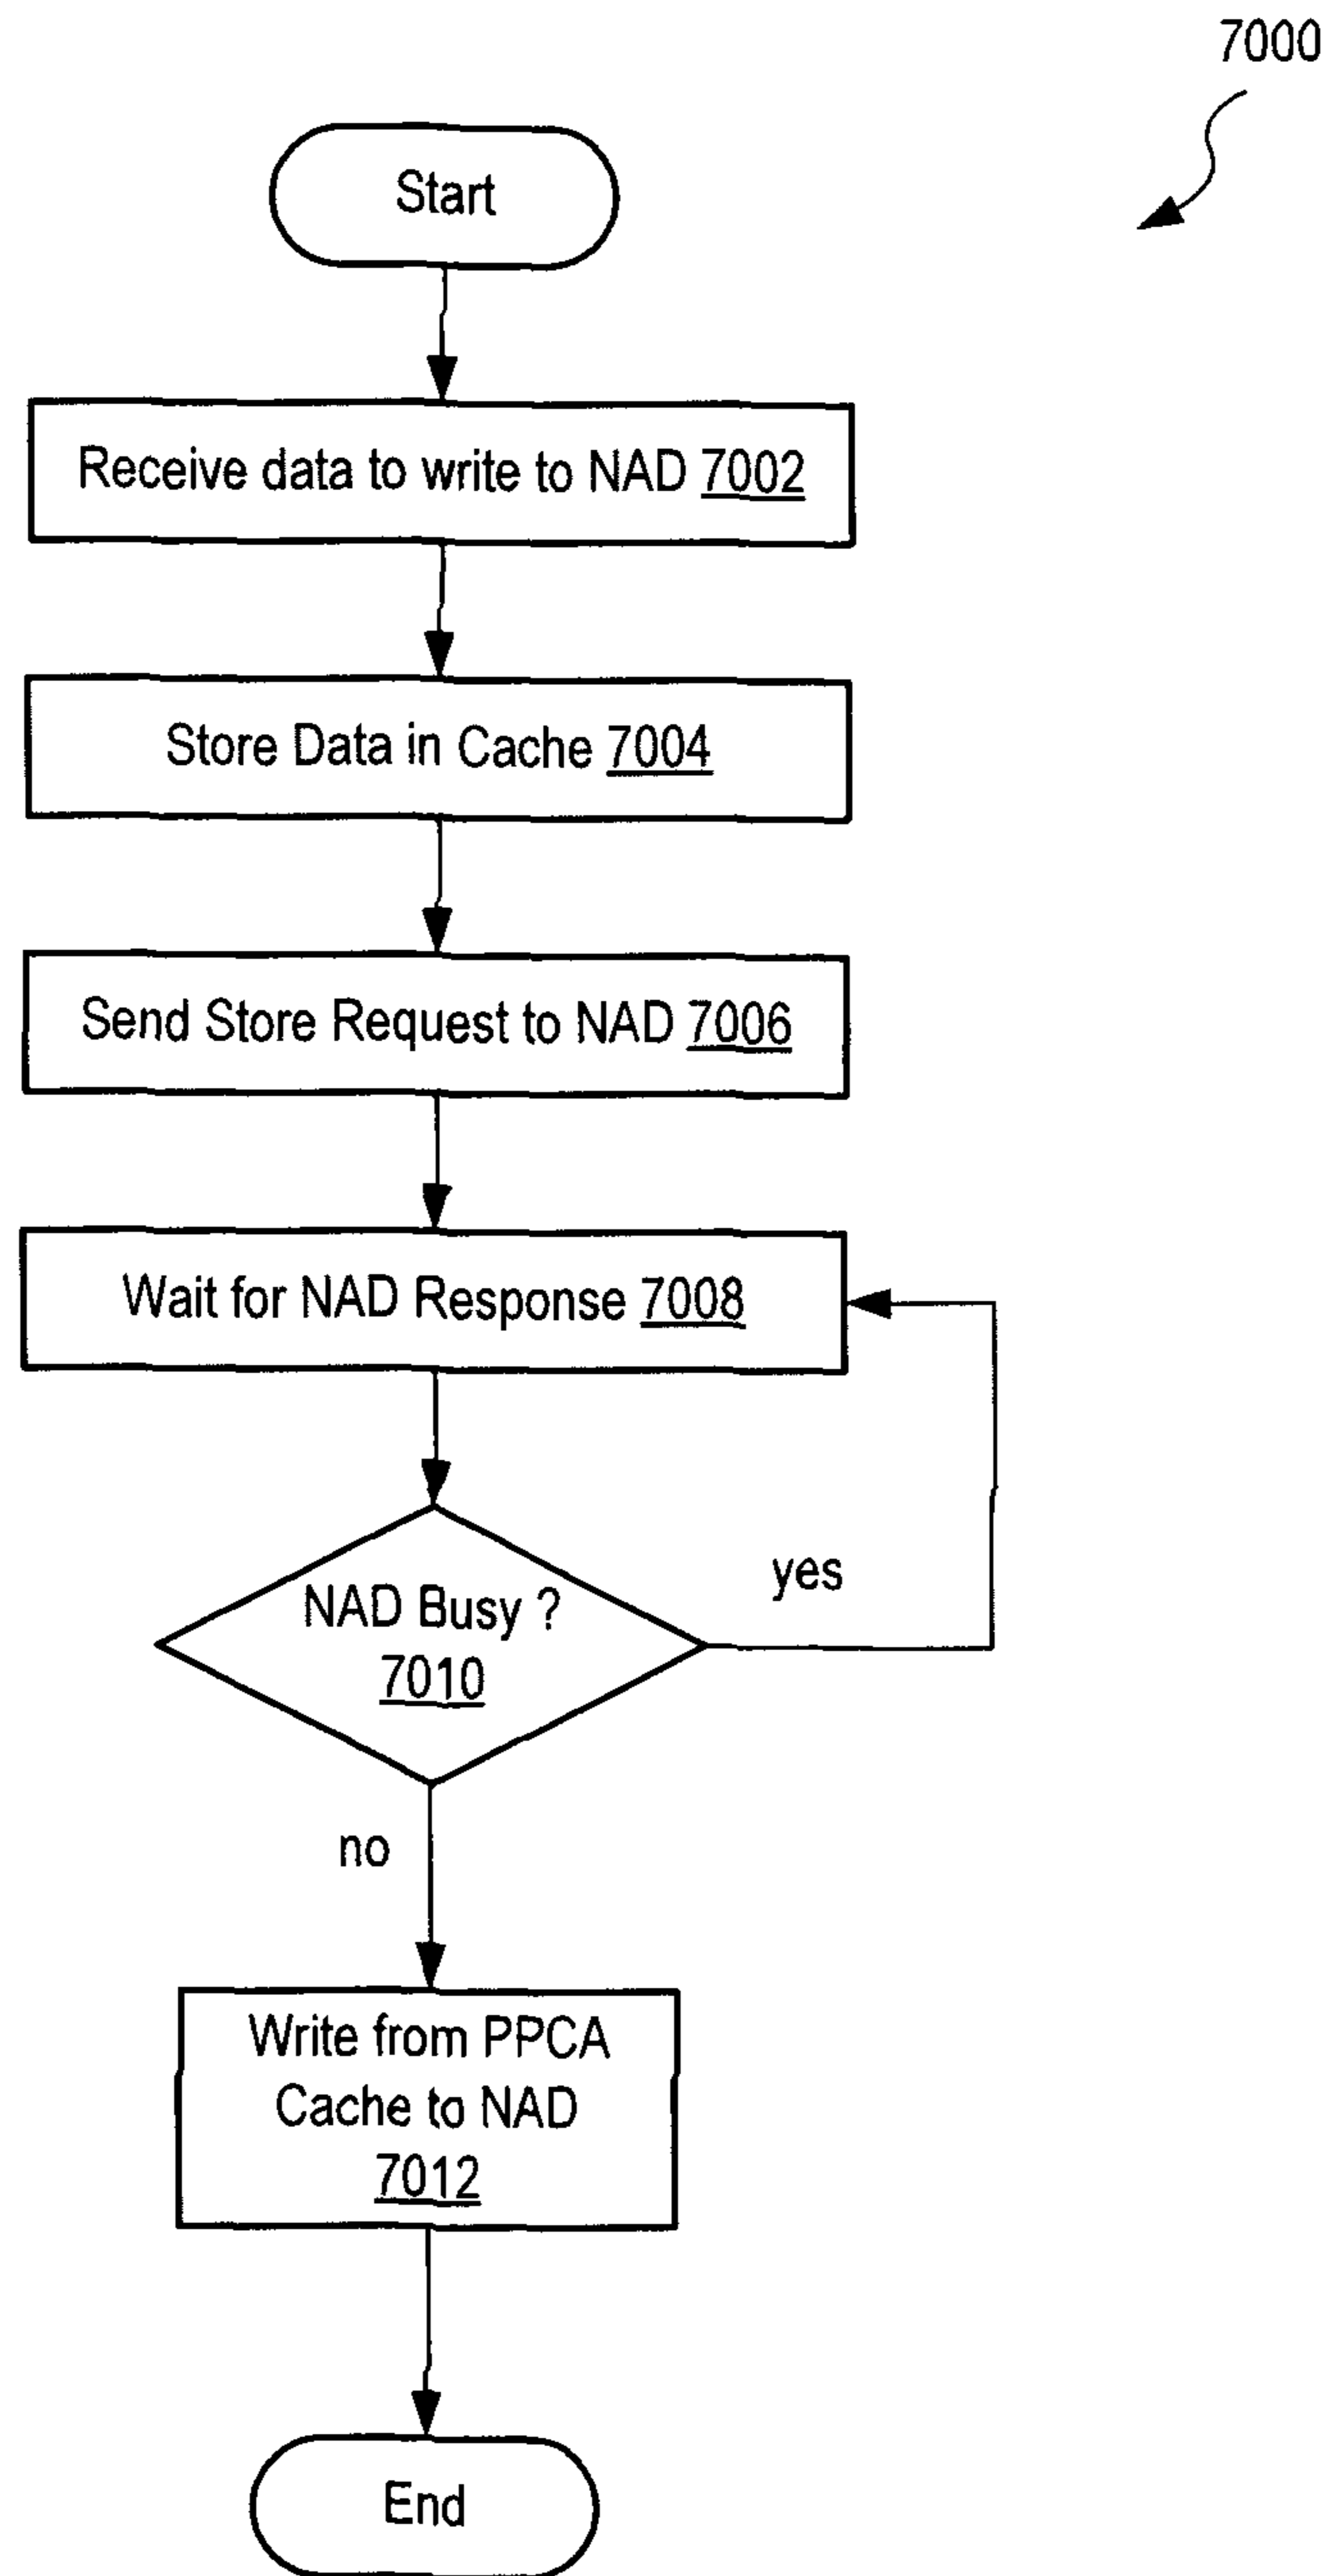 7000
Start
Receive data to write to NAD 7002
Store Data in Cache 7004
Send Store Request to NAD 7006
Wait for NAD Response 7008
NAD Busy ?
7010
yes
no
Write from PPCA
Cache to NAD
7012
End